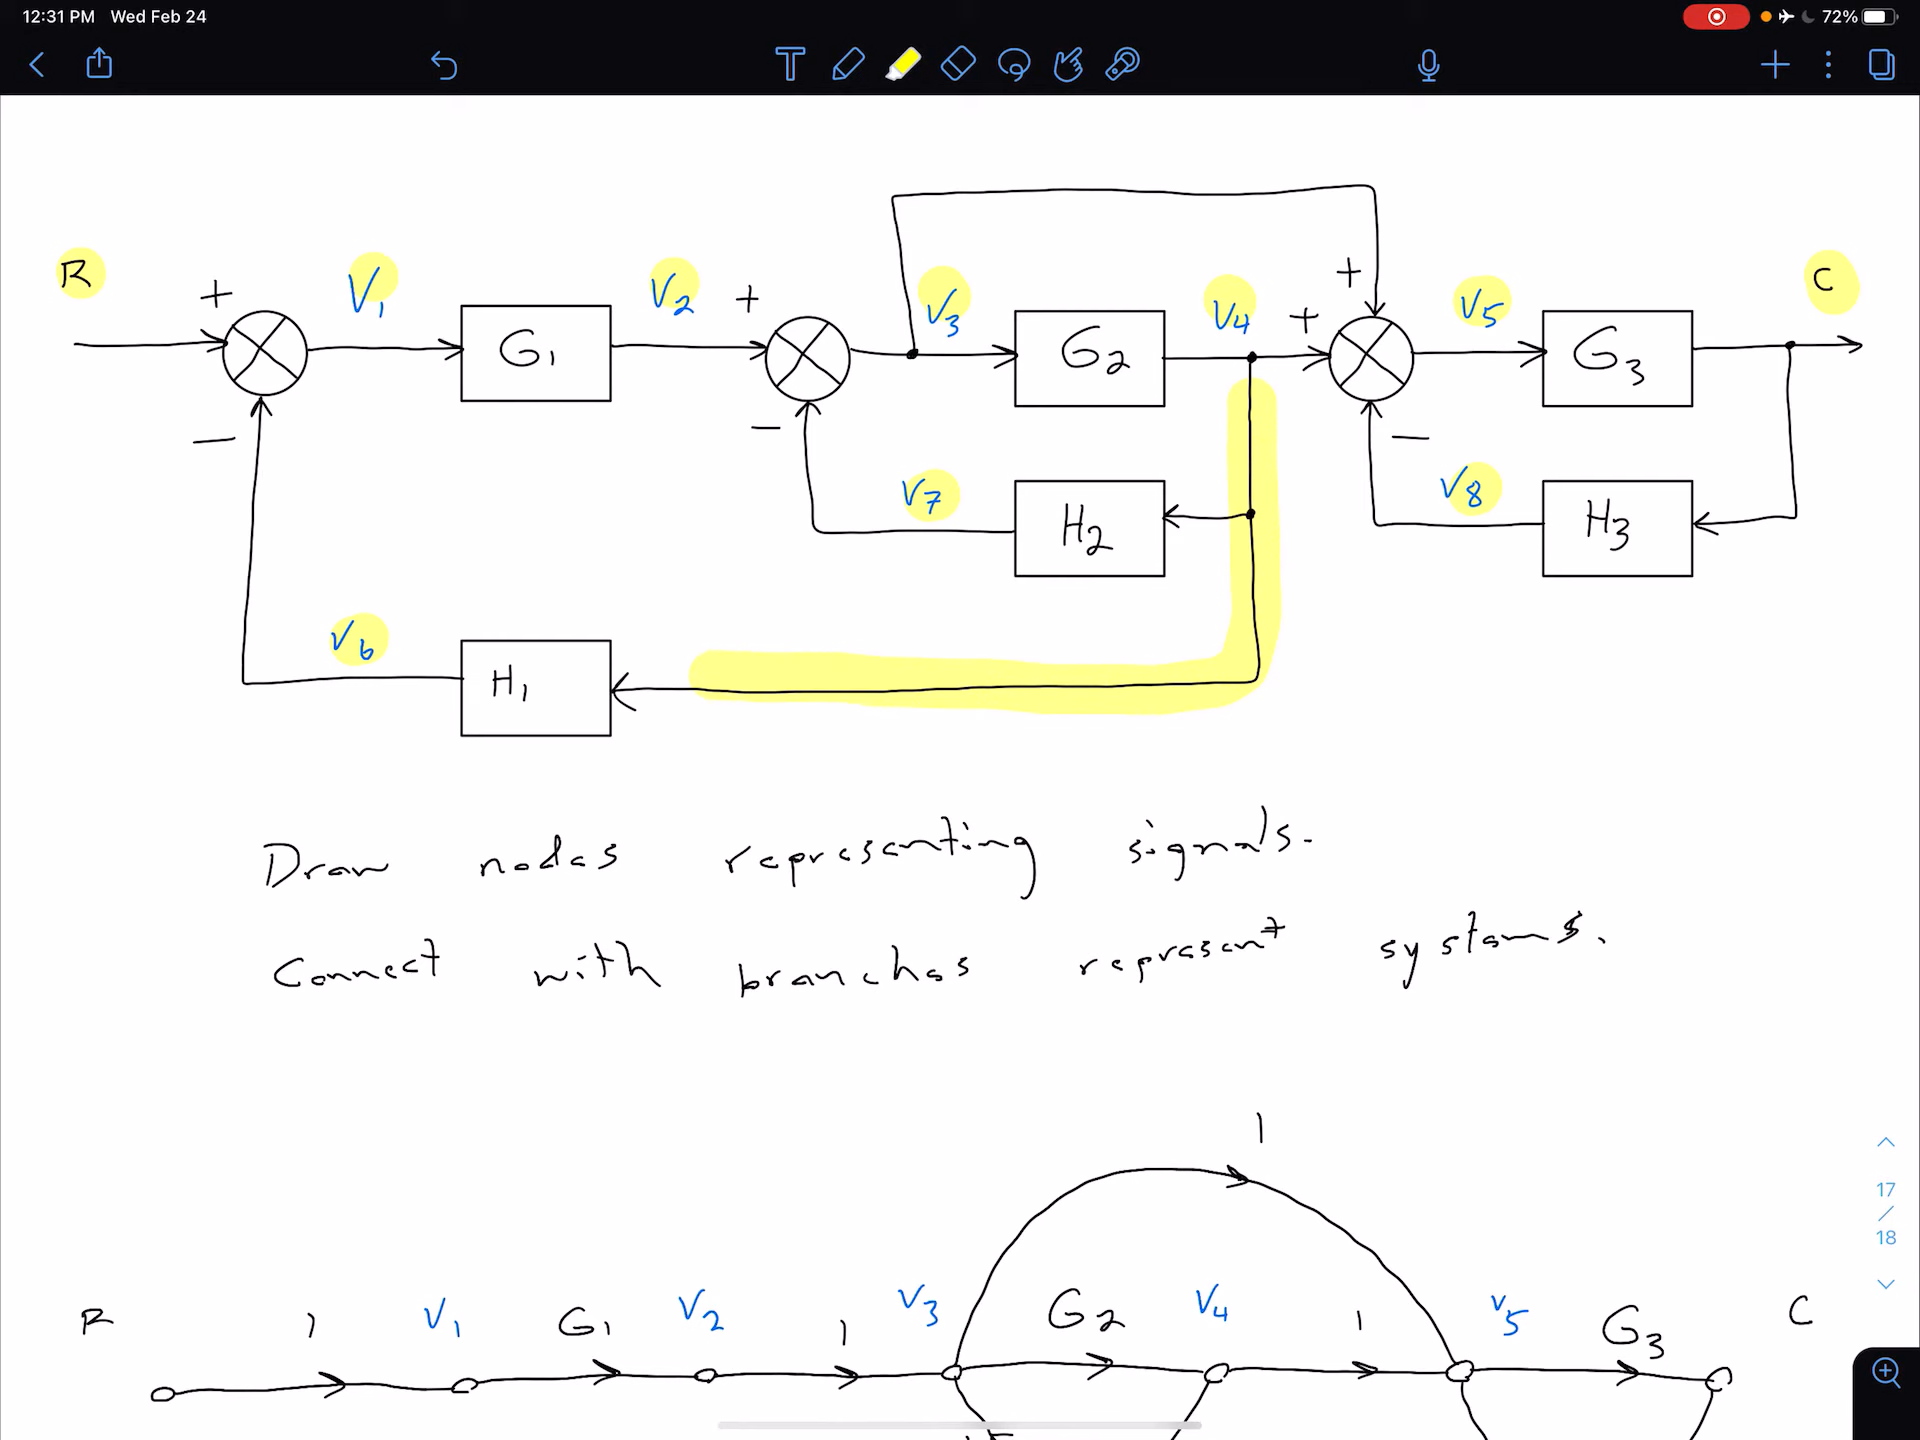 12:31 PM Wed Feb 24
72%
R + V1 G1 V2 + V3 G2 V4 + + V5 G3 C
− − −
V7 H2 V8 H3
V6 H1
Draw nodes representing signals.
Connect with branches represent systems.
1
17
/
18
R 1 V1 G1 V2 1 V3 G2 V4 1 V5 G3 C